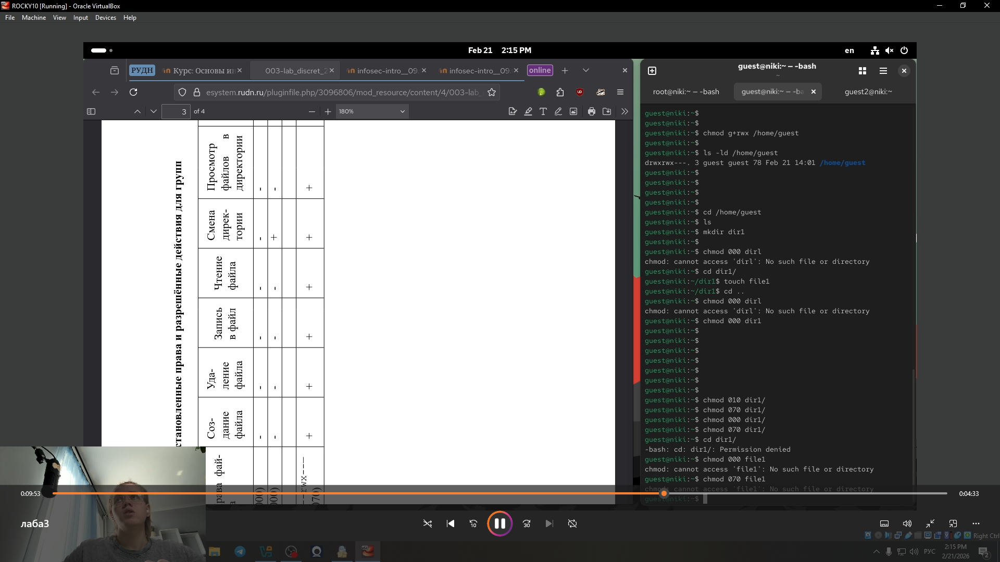 ROCKY10 [Running] - Oracle VirtualBox
File Machine View Input Devices Help
Feb 21 2:15 PM
en
РУДН
Курс: Основы ин
003-lab_discret_2
infosec-intro__09.
infosec-intro__09.
online
esystem.rudn.ru/pluginfile.php/3096806/mod_resource/content/4/003-lab_
3 of 4
180%
становленные права и разрешённые действия для групп
Просмотр файлов в директории
Смена дирек-тории
Чтение файла
Запись в файл
Уда-ление файла
Соз-дание файла
рава фай-
а
- - - - - - 000)
- + - - - - 000)
+ + + + + + --rwx---
070)
guest@niki:~ — -bash
~
root@niki:~ — -bash
guest@niki:~ — -ba
guest2@niki:~
guest@niki:~$
guest@niki:~$
guest@niki:~$ chmod g+rwx /home/guest
guest@niki:~$
guest@niki:~$ ls -ld /home/guest
drwxrwx---. 3 guest guest 78 Feb 21 14:01 /home/guest
guest@niki:~$
guest@niki:~$
guest@niki:~$
guest@niki:~$
guest@niki:~$ cd /home/guest
guest@niki:~$ ls
guest@niki:~$ mkdir dir1
guest@niki:~$
guest@niki:~$ chmod 000 dirl
chmod: cannot access 'dirl': No such file or directory
guest@niki:~$ cd dir1/
guest@niki:~/dir1$ touch file1
guest@niki:~/dir1$ cd ..
guest@niki:~$ chmod 000 dirl
chmod: cannot access 'dirl': No such file or directory
guest@niki:~$ chmod 000 dir1
guest@niki:~$
guest@niki:~$
guest@niki:~$
guest@niki:~$
guest@niki:~$
guest@niki:~$
guest@niki:~$
guest@niki:~$ chmod 010 dir1/
guest@niki:~$ chmod 070 dir1/
guest@niki:~$ chmod 000 dir1/
guest@niki:~$ chmod 070 dir1/
guest@niki:~$ cd dir1/
-bash: cd: dir1/: Permission denied
guest@niki:~$ chmod 000 file1
chmod: cannot access 'file1': No such file or directory
guest@niki:~$ chmod 070 file1
chmod: cannot access 'file1': No such file or directory
guest@niki:~$
0:09:53
0:04:33
лаба3
10
30
Right Ctrl
РУС
2:15 PM
2/21/2026
2